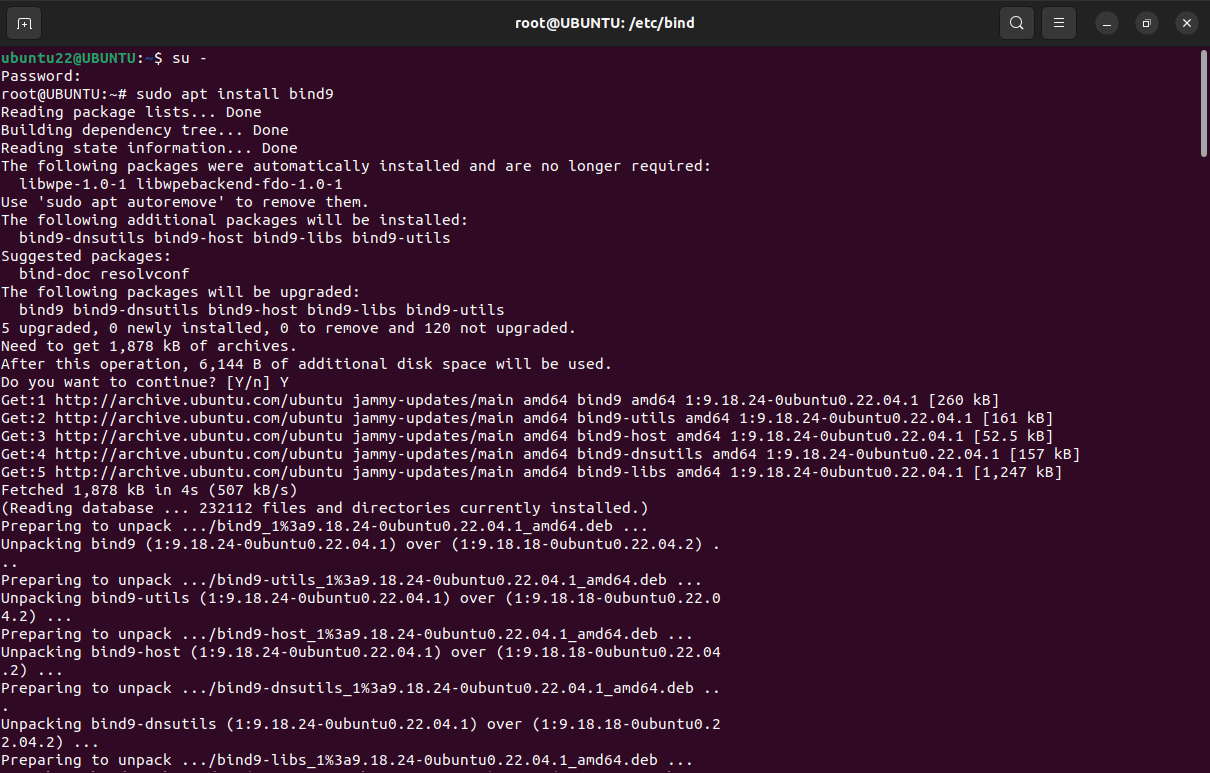 root@UBUNTU: /etc/bind
ubuntu22@UBUNTU:~$ su -
Password:
root@UBUNTU:~# sudo apt install bind9
Reading package lists... Done
Building dependency tree... Done
Reading state information... Done
The following packages were automatically installed and are no longer required:
  libwpe-1.0-1 libwpebackend-fdo-1.0-1
Use 'sudo apt autoremove' to remove them.
The following additional packages will be installed:
  bind9-dnsutils bind9-host bind9-libs bind9-utils
Suggested packages:
  bind-doc resolvconf
The following packages will be upgraded:
  bind9 bind9-dnsutils bind9-host bind9-libs bind9-utils
5 upgraded, 0 newly installed, 0 to remove and 120 not upgraded.
Need to get 1,878 kB of archives.
After this operation, 6,144 B of additional disk space will be used.
Do you want to continue? [Y/n] Y
Get:1 http://archive.ubuntu.com/ubuntu jammy-updates/main amd64 bind9 amd64 1:9.18.24-0ubuntu0.22.04.1 [260 kB]
Get:2 http://archive.ubuntu.com/ubuntu jammy-updates/main amd64 bind9-utils amd64 1:9.18.24-0ubuntu0.22.04.1 [161 kB]
Get:3 http://archive.ubuntu.com/ubuntu jammy-updates/main amd64 bind9-host amd64 1:9.18.24-0ubuntu0.22.04.1 [52.5 kB]
Get:4 http://archive.ubuntu.com/ubuntu jammy-updates/main amd64 bind9-dnsutils amd64 1:9.18.24-0ubuntu0.22.04.1 [157 kB]
Get:5 http://archive.ubuntu.com/ubuntu jammy-updates/main amd64 bind9-libs amd64 1:9.18.24-0ubuntu0.22.04.1 [1,247 kB]
Fetched 1,878 kB in 4s (507 kB/s)
(Reading database ... 232112 files and directories currently installed.)
Preparing to unpack .../bind9_1%3a9.18.24-0ubuntu0.22.04.1_amd64.deb ...
Unpacking bind9 (1:9.18.24-0ubuntu0.22.04.1) over (1:9.18.18-0ubuntu0.22.04.2) .
..
Preparing to unpack .../bind9-utils_1%3a9.18.24-0ubuntu0.22.04.1_amd64.deb ...
Unpacking bind9-utils (1:9.18.24-0ubuntu0.22.04.1) over (1:9.18.18-0ubuntu0.22.0
4.2) ...
Preparing to unpack .../bind9-host_1%3a9.18.24-0ubuntu0.22.04.1_amd64.deb ...
Unpacking bind9-host (1:9.18.24-0ubuntu0.22.04.1) over (1:9.18.18-0ubuntu0.22.04
.2) ...
Preparing to unpack .../bind9-dnsutils_1%3a9.18.24-0ubuntu0.22.04.1_amd64.deb ..
.
Unpacking bind9-dnsutils (1:9.18.24-0ubuntu0.22.04.1) over (1:9.18.18-0ubuntu0.2
2.04.2) ...
Preparing to unpack .../bind9-libs_1%3a9.18.24-0ubuntu0.22.04.1_amd64.deb ...